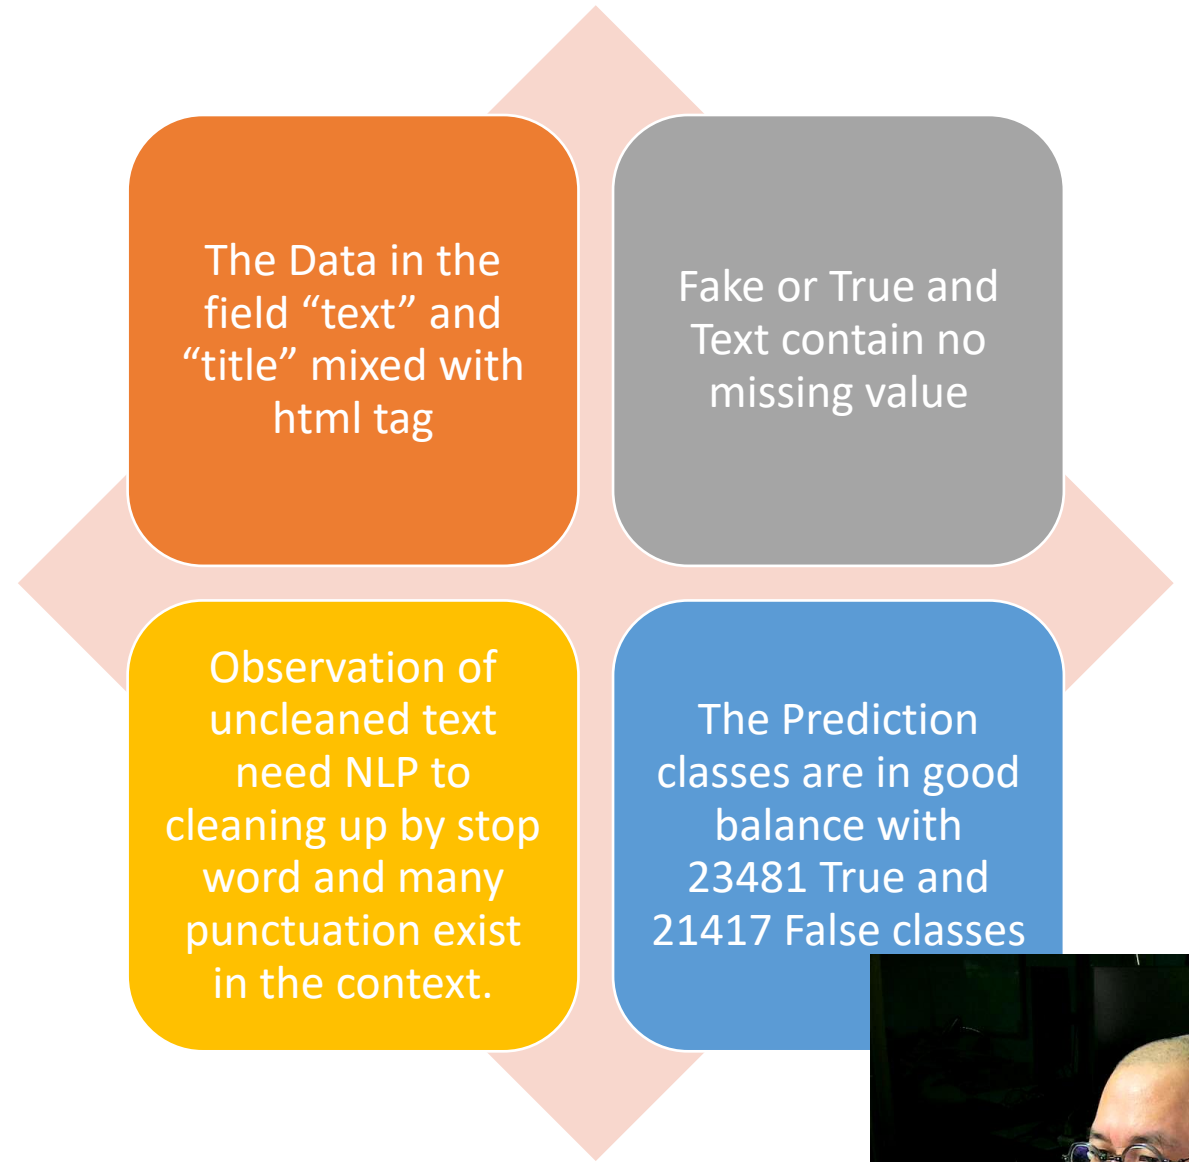 The Data in the
field “text” and
“title” mixed with
html tag
Fake or True and
Text contain no
missing value
Observation of
uncleaned text
need NLP to
cleaning up by stop
word and many
punctuation exist
in the context.
The Prediction
classes are in good
balance with
23481 True and
21417 False classes